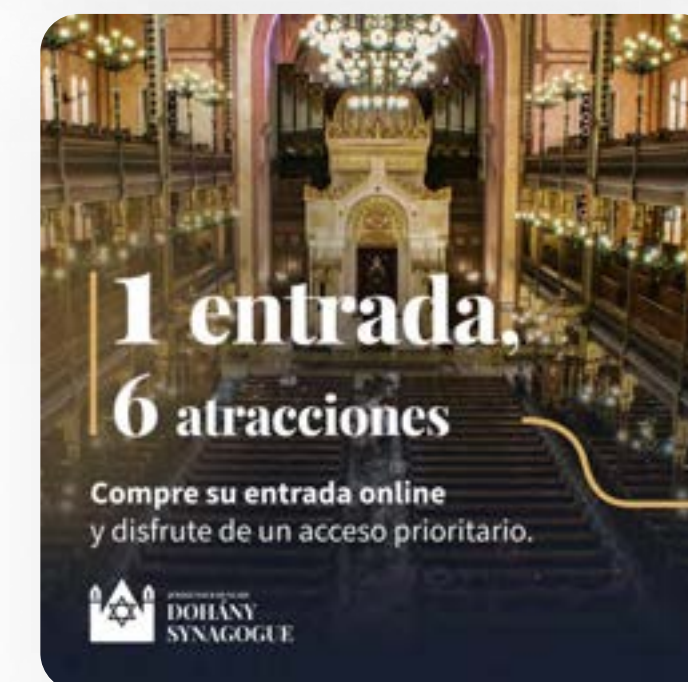 1 entrada,
6 atracciones
Compre su entrada online
y disfrute de un acceso prioritario.
DOHÁNY
SYNAGOGUE